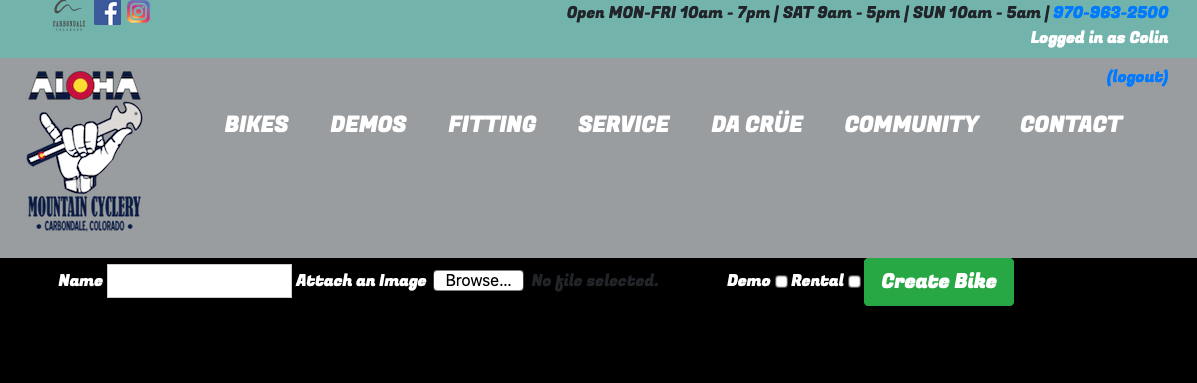 CARBONDALE
COLORADO
Open MON-FRI 10am - 7pm | SAT 9am - 5pm | SUN 10am - 5am | 970-963-2500
Logged in as Colin
(logout)
ALOHA
MOUNTAIN CYCLERY
• CARBONDALE, COLORADO •
BIKES DEMOS FITTING SERVICE DA CRÜE COMMUNITY CONTACT
Name Attach an Image Browse... No file selected. Demo Rental Create Bike